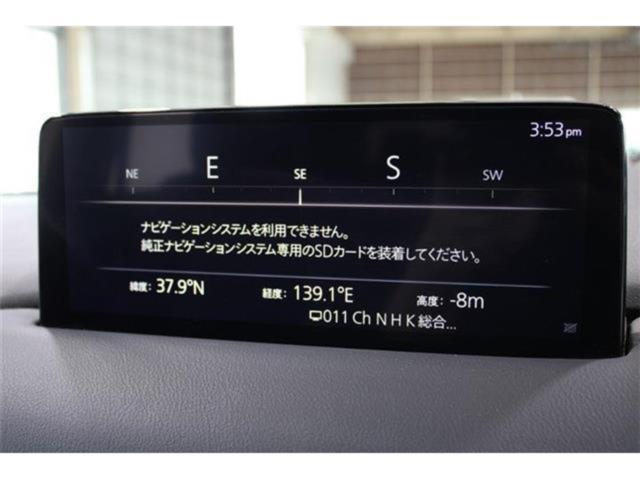 3:53pm
NE E SE S SW
ナビゲーションシステムを利用できません。
純正ナビゲーションシステム専用のSDカードを装着してください。
緯度: 37.9°N 経度: 139.1°E 高度: -8m
011 Ch NHK総合...